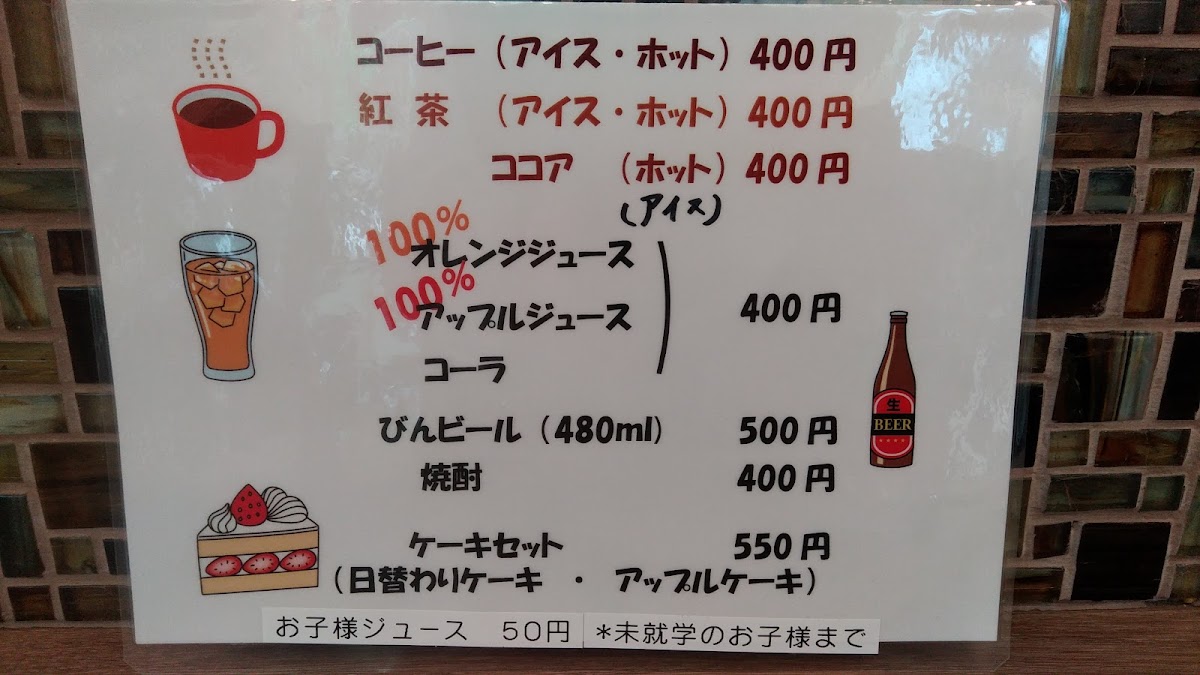 コーヒー（アイス・ホット）400円
紅茶（アイス・ホット）400円
ココア（ホット）400円
（アイス）
100%
オレンジジュース
100%
アップルジュース 400円
コーラ
びんビール（480ml） 500円
焼酎 400円
ケーキセット 550円
（日替わりケーキ・アップルケーキ）
お子様ジュース 50円 *未就学のお子様まで
生
BEER